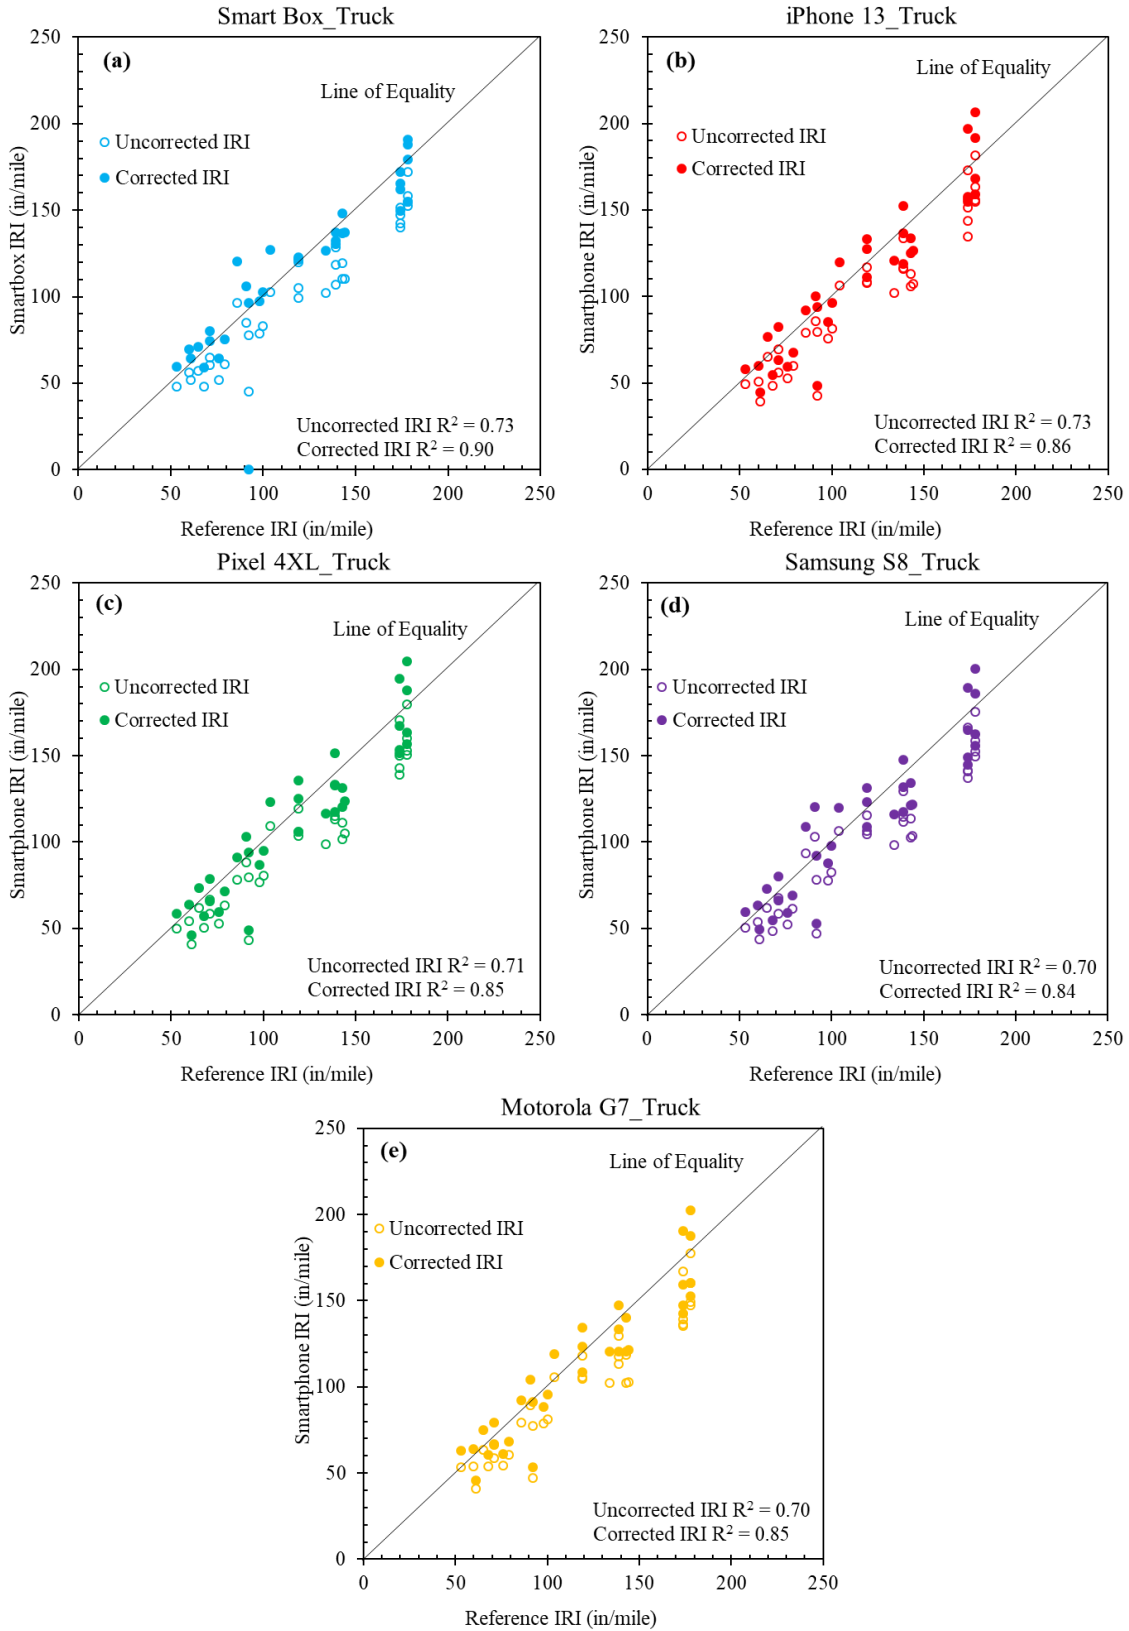 Smart Box_Truck
250
(a)
Line of Equality
200
Uncorrected IRI
Corrected IRI
150
Smartbox IRI (in/mile)
100
50
Uncorrected IRI R² = 0.73
Corrected IRI R² = 0.90
0
0 50 100 150 200 250
Reference IRI (in/mile)
iPhone 13_Truck
250
(b)
Line of Equality
200
Uncorrected IRI
Corrected IRI
150
Smartphone IRI (in/mile)
100
50
Uncorrected IRI R² = 0.73
Corrected IRI R² = 0.86
0
0 50 100 150 200 250
Reference IRI (in/mile)
Pixel 4XL_Truck
250
(c)
Line of Equality
200
Uncorrected IRI
Corrected IRI
150
Smartphone IRI (in/mile)
100
50
Uncorrected IRI R² = 0.71
Corrected IRI R² = 0.85
0
0 50 100 150 200 250
Reference IRI (in/mile)
Samsung S8_Truck
250
(d)
Line of Equality
200
Uncorrected IRI
Corrected IRI
150
Smartphone IRI (in/mile)
100
50
Uncorrected IRI R² = 0.70
Corrected IRI R² = 0.84
0
0 50 100 150 200 250
Reference IRI (in/mile)
Motorola G7_Truck
250
(e)
Line of Equality
200
Uncorrected IRI
Corrected IRI
150
Smartphone IRI (in/mile)
100
50
Uncorrected IRI R² = 0.70
Corrected IRI R² = 0.85
0
0 50 100 150 200 250
Reference IRI (in/mile)